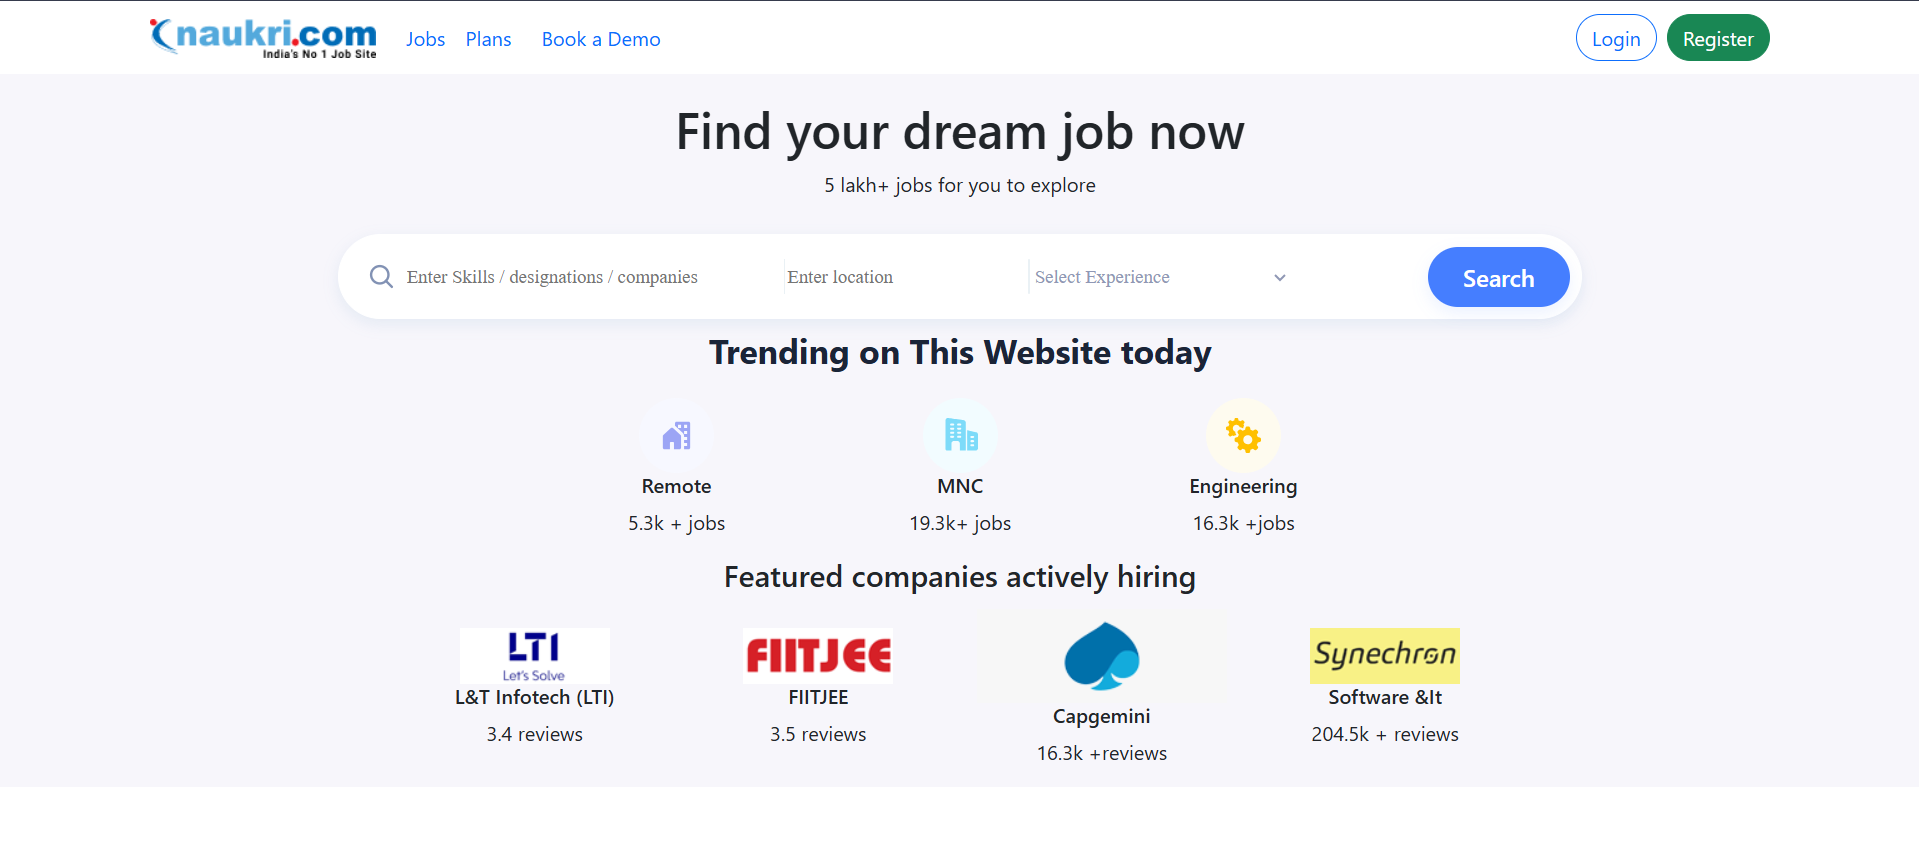 naukri.com
India's No 1 Job Site
Jobs Plans Book a Demo
Login Register
Find your dream job now
5 lakh+ jobs for you to explore
Enter Skills / designations / companies Enter location Select Experience Search
Trending on This Website today
Remote MNC Engineering
5.3k + jobs 19.3k+ jobs 16.3k +jobs
Featured companies actively hiring
LTI
Let's Solve
FIITJEE
Synechron
L&T Infotech (LTI) FIITJEE Capgemini Software &It
3.4 reviews 3.5 reviews 16.3k +reviews 204.5k + reviews